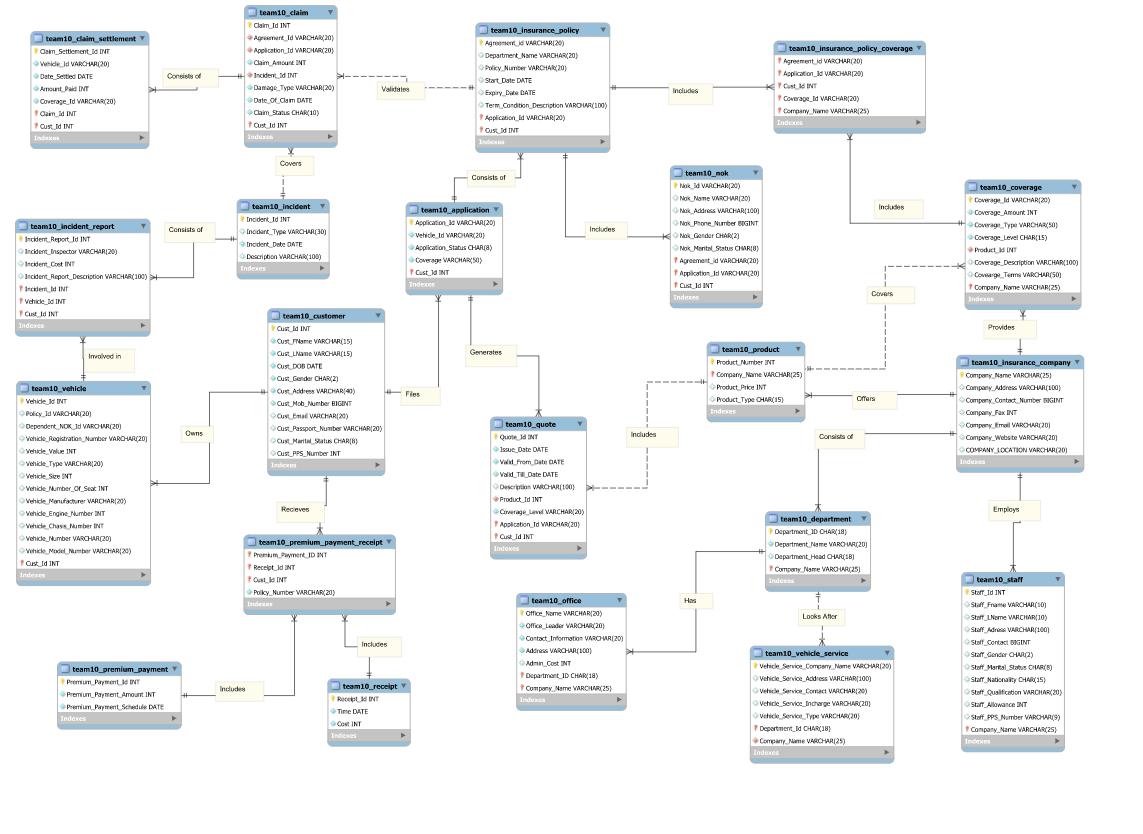 team10_claim
Claim_Id INT
Agreement_Id VARCHAR(20)
Application_Id VARCHAR(20)
Claim_Amount INT
Incident_Id INT
Damage_Type VARCHAR(20)
Date_Of_Claim DATE
Claim_Status CHAR(10)
Cust_Id INT
Indexes
team10_claim_settlement
Claim_Settlement_Id INT
Vehicle_Id VARCHAR(20)
Date_Settled DATE
Amount_Paid INT
Coverage_Id VARCHAR(20)
Claim_Id INT
Cust_Id INT
Indexes
Consists of
Validates
team10_insurance_policy
Agreement_id VARCHAR(20)
Department_Name VARCHAR(20)
Policy_Number VARCHAR(20)
Start_Date DATE
Expiry_Date DATE
Term_Condition_Description VARCHAR(100)
Application_Id VARCHAR(20)
Cust_Id INT
Indexes
Includes
team10_insurance_policy_coverage
Agreement_id VARCHAR(20)
Application_Id VARCHAR(20)
Cust_Id INT
Coverage_Id VARCHAR(20)
Company_Name VARCHAR(25)
Indexes
Covers
Consists of
Includes
Includes
team10_nok
Nok_Id VARCHAR(20)
Nok_Name VARCHAR(20)
Nok_Address VARCHAR(100)
Nok_Phone_Number BIGINT
Nok_Gender CHAR(2)
Nok_Marital_Status CHAR(8)
Agreement_id VARCHAR(20)
Application_Id VARCHAR(20)
Cust_Id INT
Indexes
team10_coverage
Coverage_Id VARCHAR(20)
Coverage_Amount INT
Coverage_Type VARCHAR(50)
Coverage_Level CHAR(15)
Product_Id INT
Coverage_Description VARCHAR(100)
Covearge_Terms VARCHAR(50)
Company_Name VARCHAR(25)
Indexes
team10_incident
Incident_Id INT
Incident_Type VARCHAR(30)
Incident_Date DATE
Description VARCHAR(100)
Indexes
Consists of
team10_incident_report
Incident_Report_Id INT
Incident_Inspector VARCHAR(20)
Incident_Cost INT
Incident_Report_Description VARCHAR(100)
Incident_Id INT
Vehicle_Id INT
Cust_Id INT
Indexes
team10_application
Application_Id VARCHAR(20)
Vehicle_Id VARCHAR(20)
Application_Status CHAR(8)
Coverage VARCHAR(50)
Cust_Id INT
Indexes
Covers
Provides
Involved in
team10_customer
Cust_Id INT
Cust_FName VARCHAR(15)
Cust_LName VARCHAR(15)
Cust_DOB DATE
Cust_Gender CHAR(2)
Cust_Address VARCHAR(40)
Cust_Mob_Number BIGINT
Cust_Email VARCHAR(20)
Cust_Passport_Number VARCHAR(20)
Cust_Marital_Status CHAR(8)
Cust_PPS_Number INT
Indexes
Generates
Files
team10_product
Product_Number INT
Company_Name VARCHAR(25)
Product_Price INT
Product_Type CHAR(15)
Indexes
Offers
team10_insurance_company
Company_Name VARCHAR(25)
Company_Address VARCHAR(100)
Company_Contact_Number BIGINT
Company_Fax INT
Company_Email VARCHAR(20)
Company_Website VARCHAR(20)
COMPANY_LOCATION VARCHAR(20)
Indexes
team10_vehicle
Vehicle_Id INT
Policy_Id VARCHAR(20)
Dependent_NOK_Id VARCHAR(20)
Vehicle_Registration_Number VARCHAR(20)
Vehicle_Value INT
Vehicle_Type VARCHAR(20)
Vehicle_Size INT
Vehicle_Number_Of_Seat INT
Vehicle_Manufacturer VARCHAR(20)
Vehicle_Engine_Number INT
Vehicle_Chasis_Number INT
Vehicle_Number VARCHAR(20)
Vehicle_Model_Number VARCHAR(20)
Cust_Id INT
Indexes
Owns
Includes
Consists of
team10_quote
Quote_Id INT
Issue_Date DATE
Valid_From_Date DATE
Valid_Till_Date DATE
Description VARCHAR(100)
Product_Id INT
Coverage_Level VARCHAR(20)
Application_Id VARCHAR(20)
Cust_Id INT
Indexes
Recieves
Employs
team10_department
Department_ID CHAR(18)
Department_Name VARCHAR(20)
Department_Head CHAR(18)
Company_Name VARCHAR(25)
Indexes
team10_premium_payment_receipt
Premium_Payment_ID INT
Receipt_Id INT
Cust_Id INT
Policy_Number VARCHAR(20)
Indexes
team10_staff
Staff_Id INT
Staff_Fname VARCHAR(10)
Staff_LName VARCHAR(10)
Staff_Adress VARCHAR(100)
Staff_Contact BIGINT
Staff_Gender CHAR(2)
Staff_Marital_Status CHAR(8)
Staff_Nationality CHAR(15)
Staff_Qualification VARCHAR(20)
Staff_Allowance INT
Staff_PPS_Number VARCHAR(9)
Company_Name VARCHAR(25)
Indexes
team10_office
Office_Name VARCHAR(20)
Office_Leader VARCHAR(20)
Contact_Information VARCHAR(20)
Address VARCHAR(100)
Admin_Cost INT
Department_ID CHAR(18)
Company_Name VARCHAR(25)
Indexes
Has
Looks After
team10_vehicle_service
Vehicle_Service_Company_Name VARCHAR(20)
Vehicle_Service_Address VARCHAR(100)
Vehicle_Service_Contact VARCHAR(20)
Vehicle_Service_Incharge VARCHAR(20)
Vehicle_Service_Type VARCHAR(20)
Department_Id CHAR(18)
Company_Name VARCHAR(25)
Indexes
Includes
team10_premium_payment
Premium_Payment_Id INT
Premium_Payment_Amount INT
Premium_Payment_Schedule DATE
Indexes
Includes
team10_receipt
Receipt_Id INT
Time DATE
Cost INT
Indexes